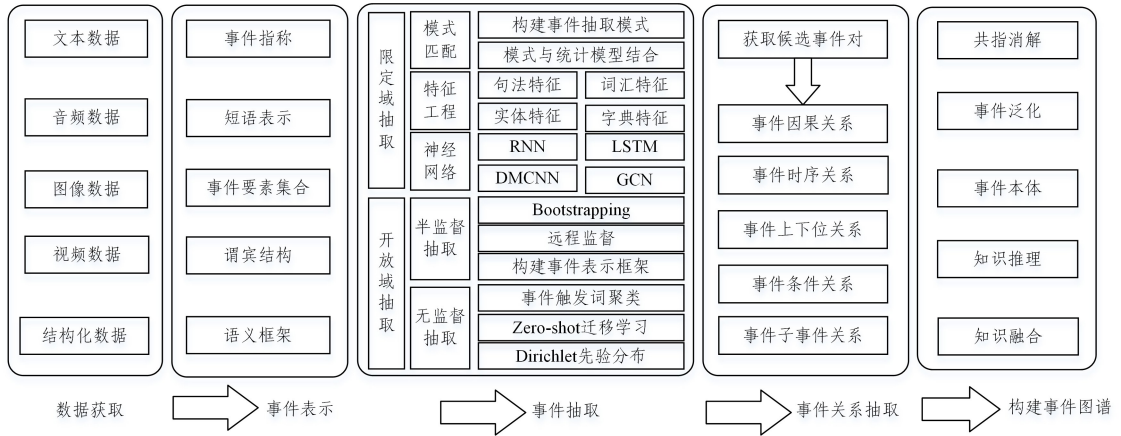 文本数据
音频数据
图像数据
视频数据
结构化数据
事件指称
短语表示
事件要素集合
谓宾结构
语义框架
限定域抽取
模式
匹配
构建事件抽取模式
模式与统计模型结合
特征
工程
句法特征
词汇特征
实体特征
字典特征
神经
网络
RNN
LSTM
DMCNN
GCN
开放域抽取
半监督
抽取
Bootstrapping
远程监督
构建事件表示框架
无监督
抽取
事件触发词聚类
Zero-shot迁移学习
Dirichlet先验分布
获取候选事件对
事件因果关系
事件时序关系
事件上下位关系
事件条件关系
事件子事件关系
共指消解
事件泛化
事件本体
知识推理
知识融合
数据获取
事件表示
事件抽取
事件关系抽取
构建事件图谱